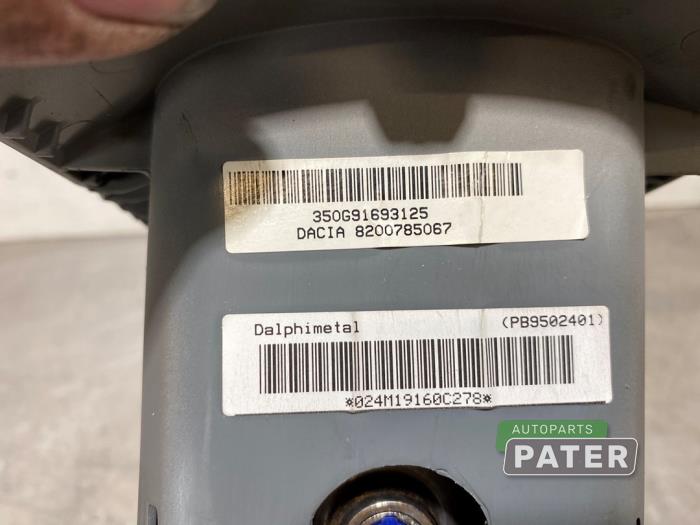 350G91693125
DACIA 8200785067
Dalphimetal (PB9502401)
*024M19160C278*
AUTOPARTS
PATER